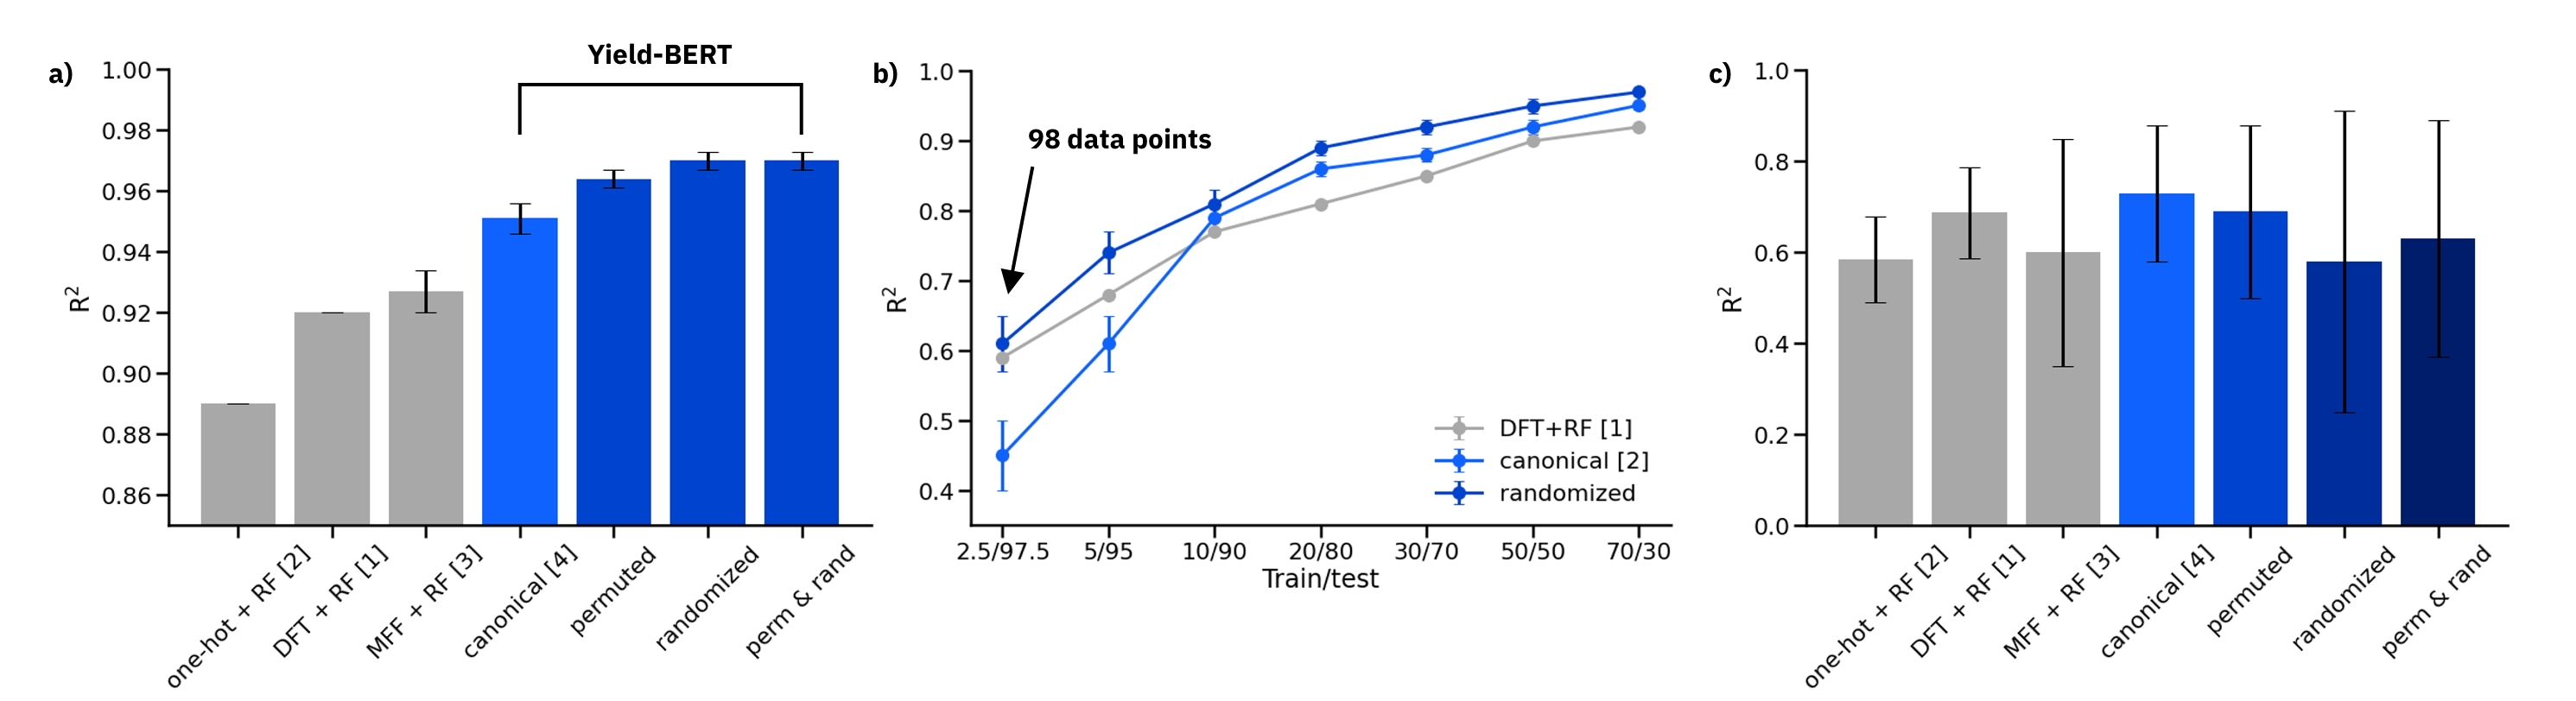 a)
Yield-BERT
1.00
0.98
0.96
0.94
0.92
0.90
0.88
0.86
R²
one-hot + RF [2]
DFT + RF [1]
MFF + RF [3]
canonical [4]
permuted
randomized
perm & rand
b)
98 data points
1.0
0.9
0.8
0.7
0.6
0.5
0.4
R²
DFT+RF [1]
canonical [2]
randomized
2.5/97.5 5/95 10/90 20/80 30/70 50/50 70/30
Train/test
c)
1.0
0.8
0.6
0.4
0.2
0.0
R²
one-hot + RF [2]
DFT + RF [1]
MFF + RF [3]
canonical [4]
permuted
randomized
perm & rand